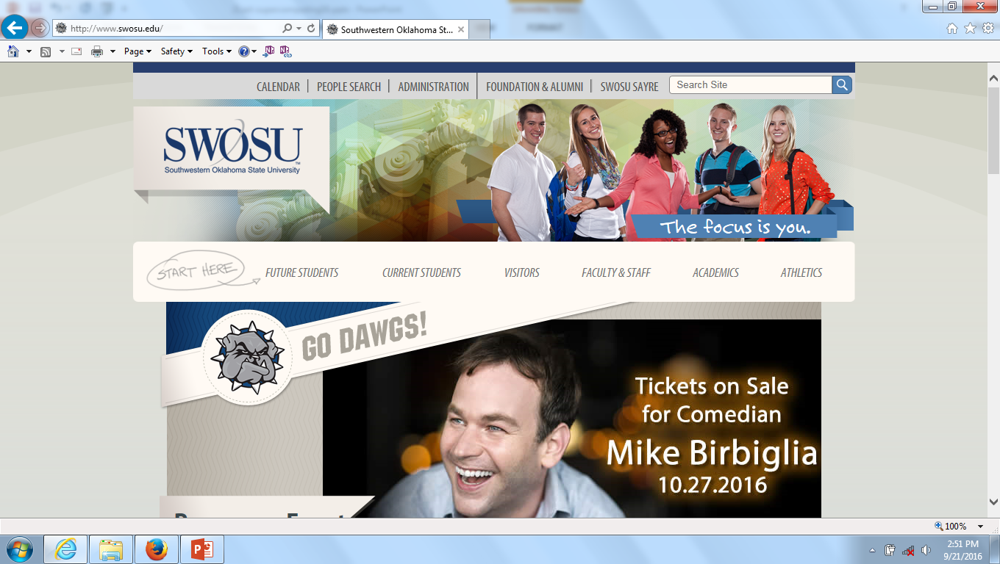 http://www.swosu.edu/
Southwestern Oklahoma St...
Page
Safety
Tools
CALENDAR
PEOPLE SEARCH
ADMINISTRATION
FOUNDATION & ALUMNI
SWOSU SAYRE
Search Site
SWOSU™
Southwestern Oklahoma State University
The focus is you.
START HERE
FUTURE STUDENTS
CURRENT STUDENTS
VISITORS
FACULTY & STAFF
ACADEMICS
ATHLETICS
GO DAWGS!
Tickets on Sale
for Comedian
Mike Birbiglia
10.27.2016
100%
2:51 PM
9/21/2016